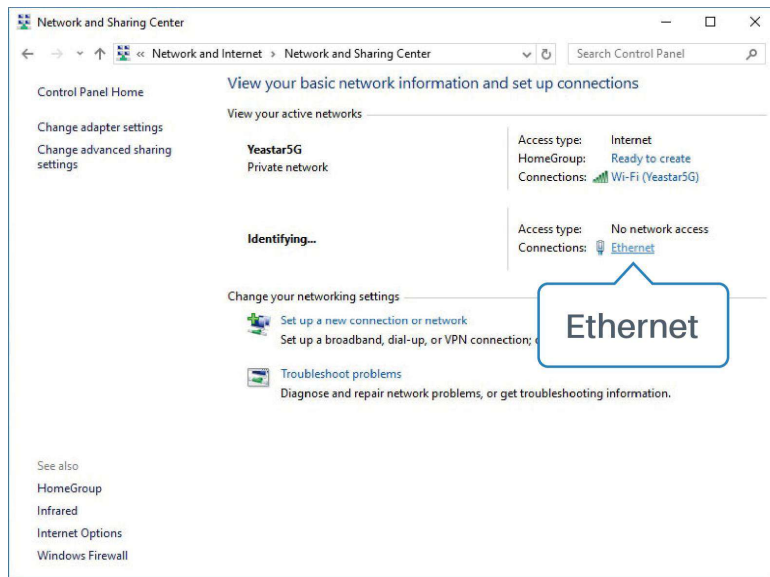 Network and Sharing Center
« Network and Internet > Network and Sharing Center
Search Control Panel
Control Panel Home
Change adapter settings
Change advanced sharing
settings
View your basic network information and set up connections
View your active networks
Yeastar5G
Private network
Access type: Internet
HomeGroup: Ready to create
Connections: Wi-Fi (Yeastar5G)
Identifying...
Access type: No network access
Connections: Ethernet
Ethernet
Change your networking settings
Set up a new connection or network
Set up a broadband, dial-up, or VPN connection;
Troubleshoot problems
Diagnose and repair network problems, or get troubleshooting information.
See also
HomeGroup
Infrared
Internet Options
Windows Firewall